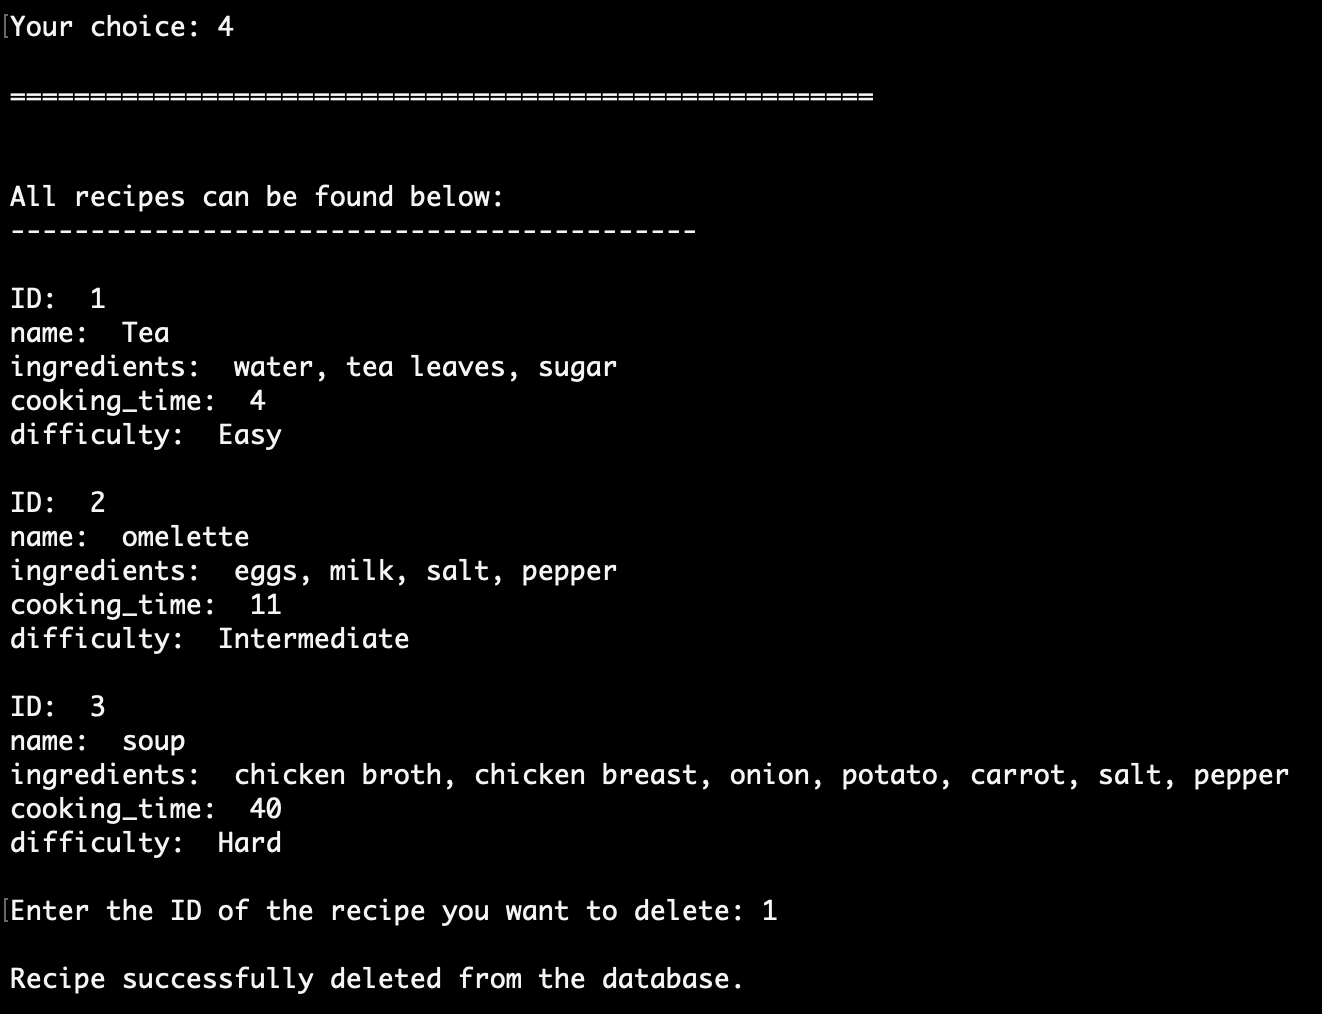 [Your choice: 4
======================================================
All recipes can be found below:
-------------------------------------------
ID:  1
name:  Tea
ingredients:  water, tea leaves, sugar
cooking_time:  4
difficulty:  Easy
ID:  2
name:  omelette
ingredients:  eggs, milk, salt, pepper
cooking_time:  11
difficulty:  Intermediate
ID:  3
name:  soup
ingredients:  chicken broth, chicken breast, onion, potato, carrot, salt, pepper
cooking_time:  40
difficulty:  Hard
[Enter the ID of the recipe you want to delete: 1
Recipe successfully deleted from the database.